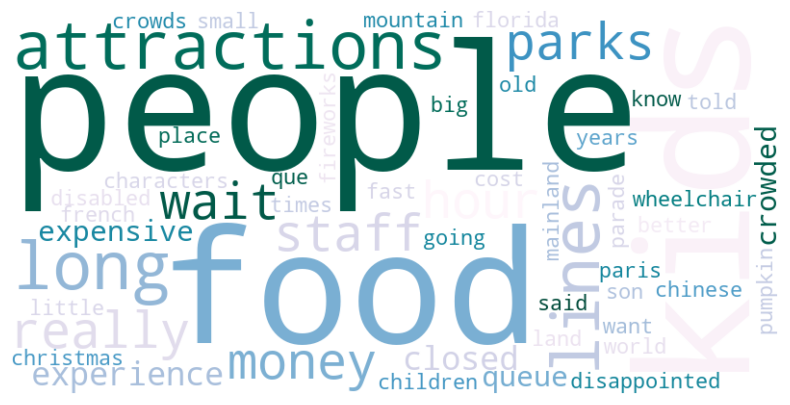 crowds small mountain florida
attractions parks
people
old
big
know told
place
years
fireworks
kids
crowded
characters que cost
disabled fast
french wait times hour
mainland
parade
wheelchair
better
expensive staff going
long food lines
paris
son chinese
pumpkin
little said
really land want
world
christmas money closed
experience children queue disappointed